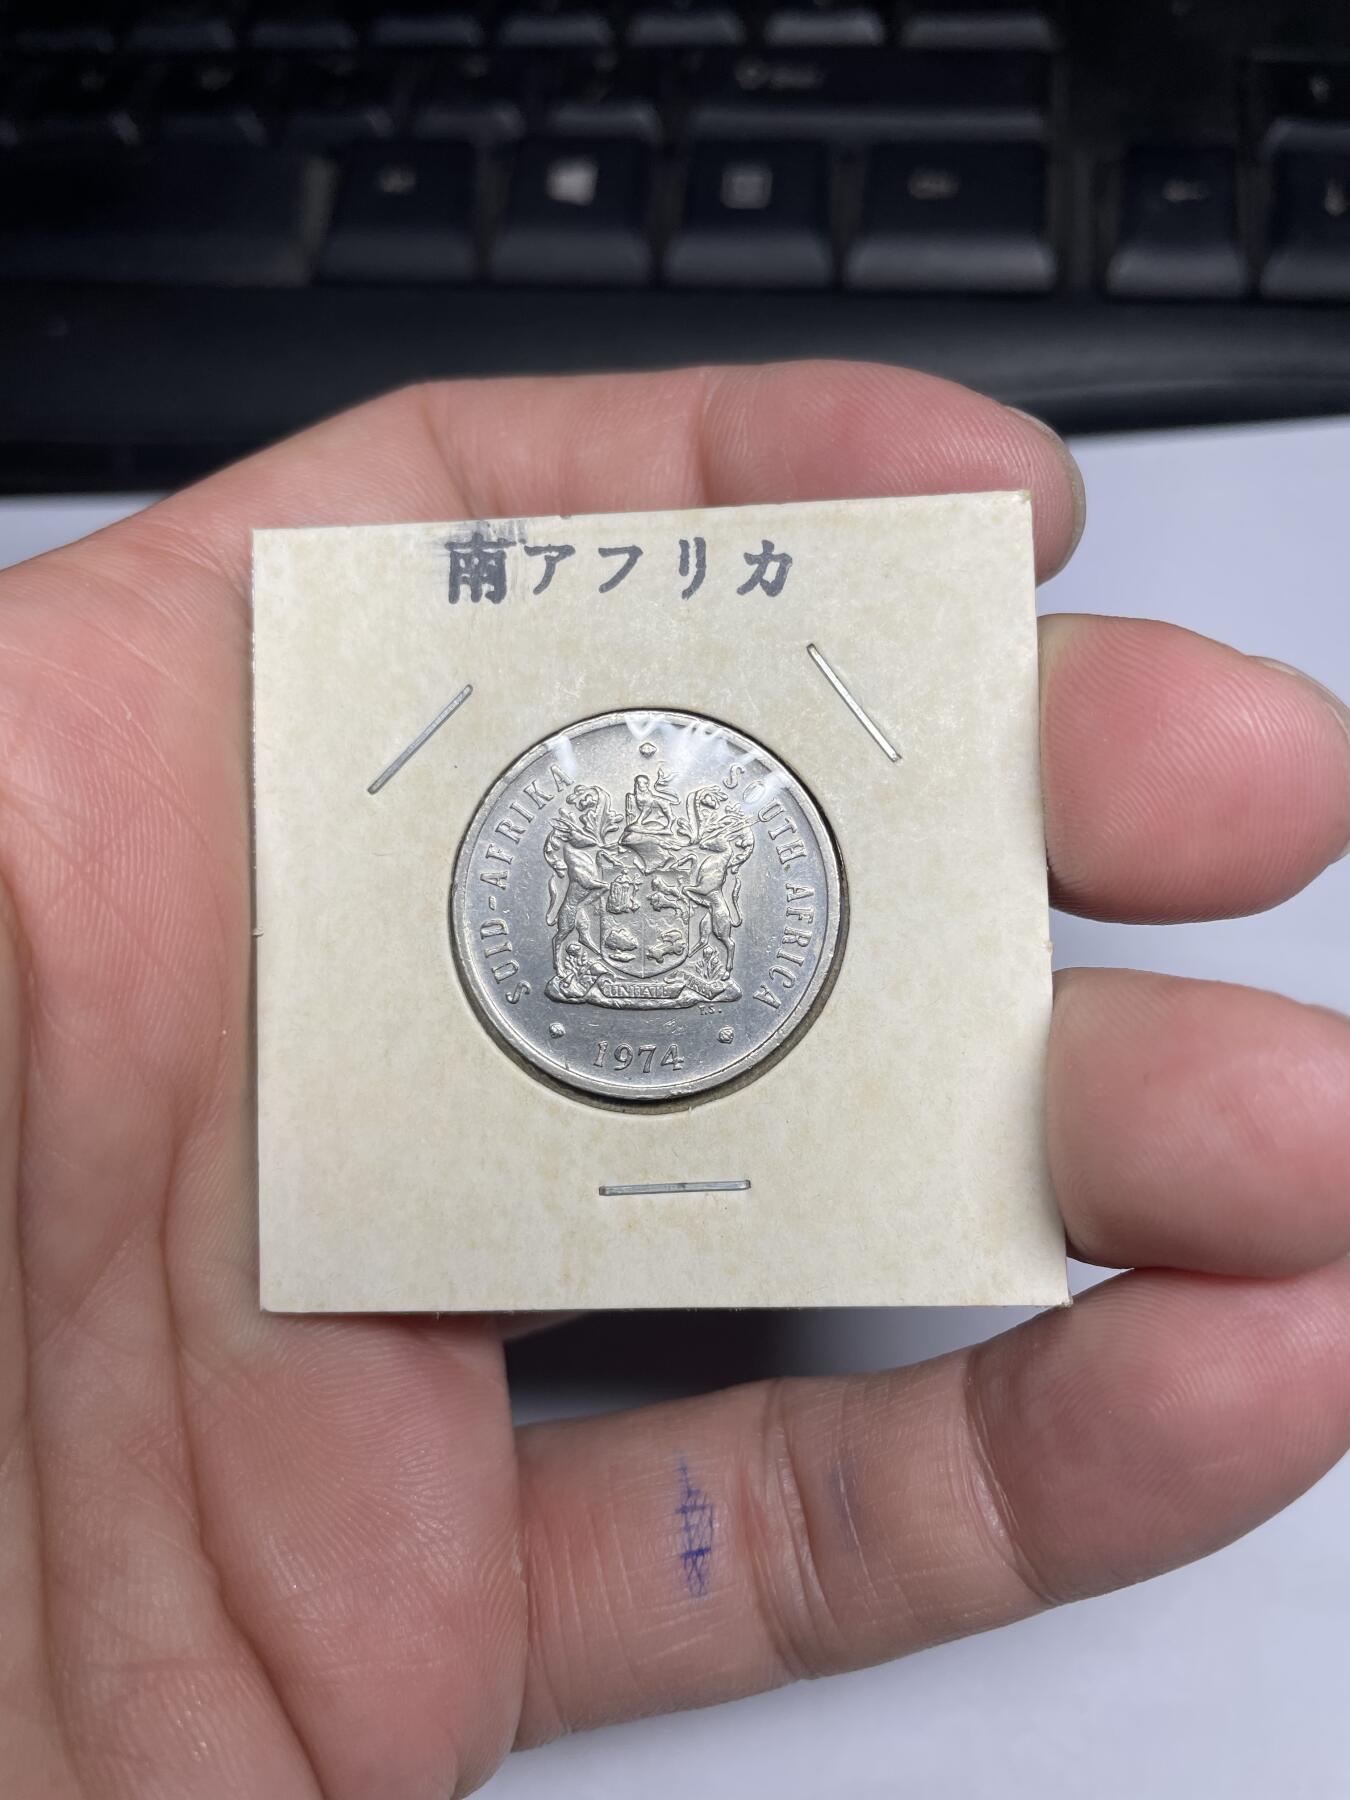 南アフリカ
SUID-AFRIKA
SOUTH AFRICA
T.S.
1974